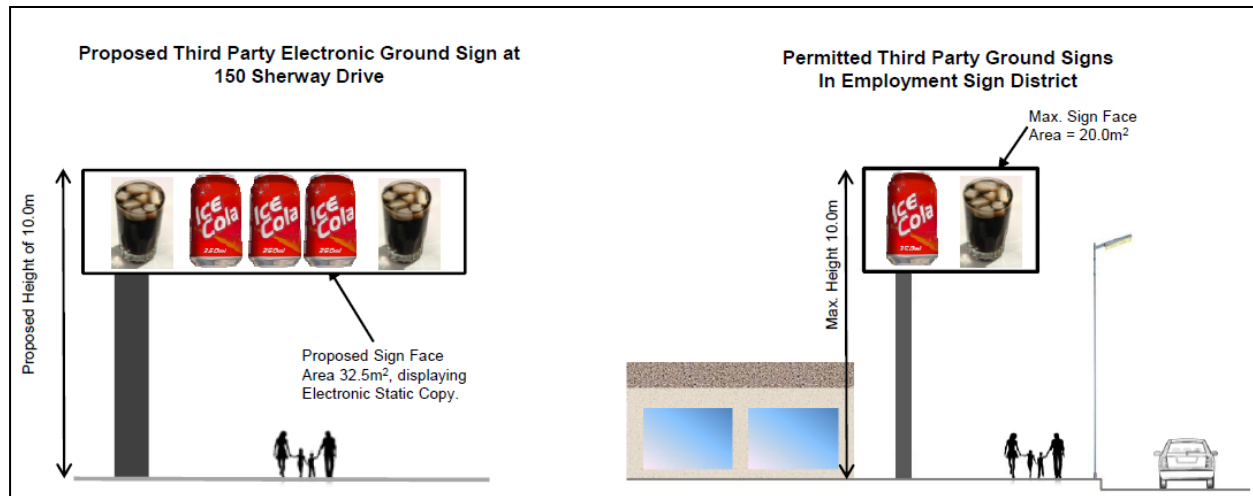 Proposed Third Party Electronic Ground Sign at
150 Sherway Drive
Proposed Height of 10.0m
ICE
Cola
ICE
Cola
ICE
Cola
Proposed Sign Face
Area 32.5m², displaying
Electronic Static Copy.
Permitted Third Party Ground Signs
In Employment Sign District
Max. Sign Face
Area = 20.0m²
Max. Height 10.0m
ICE
Cola